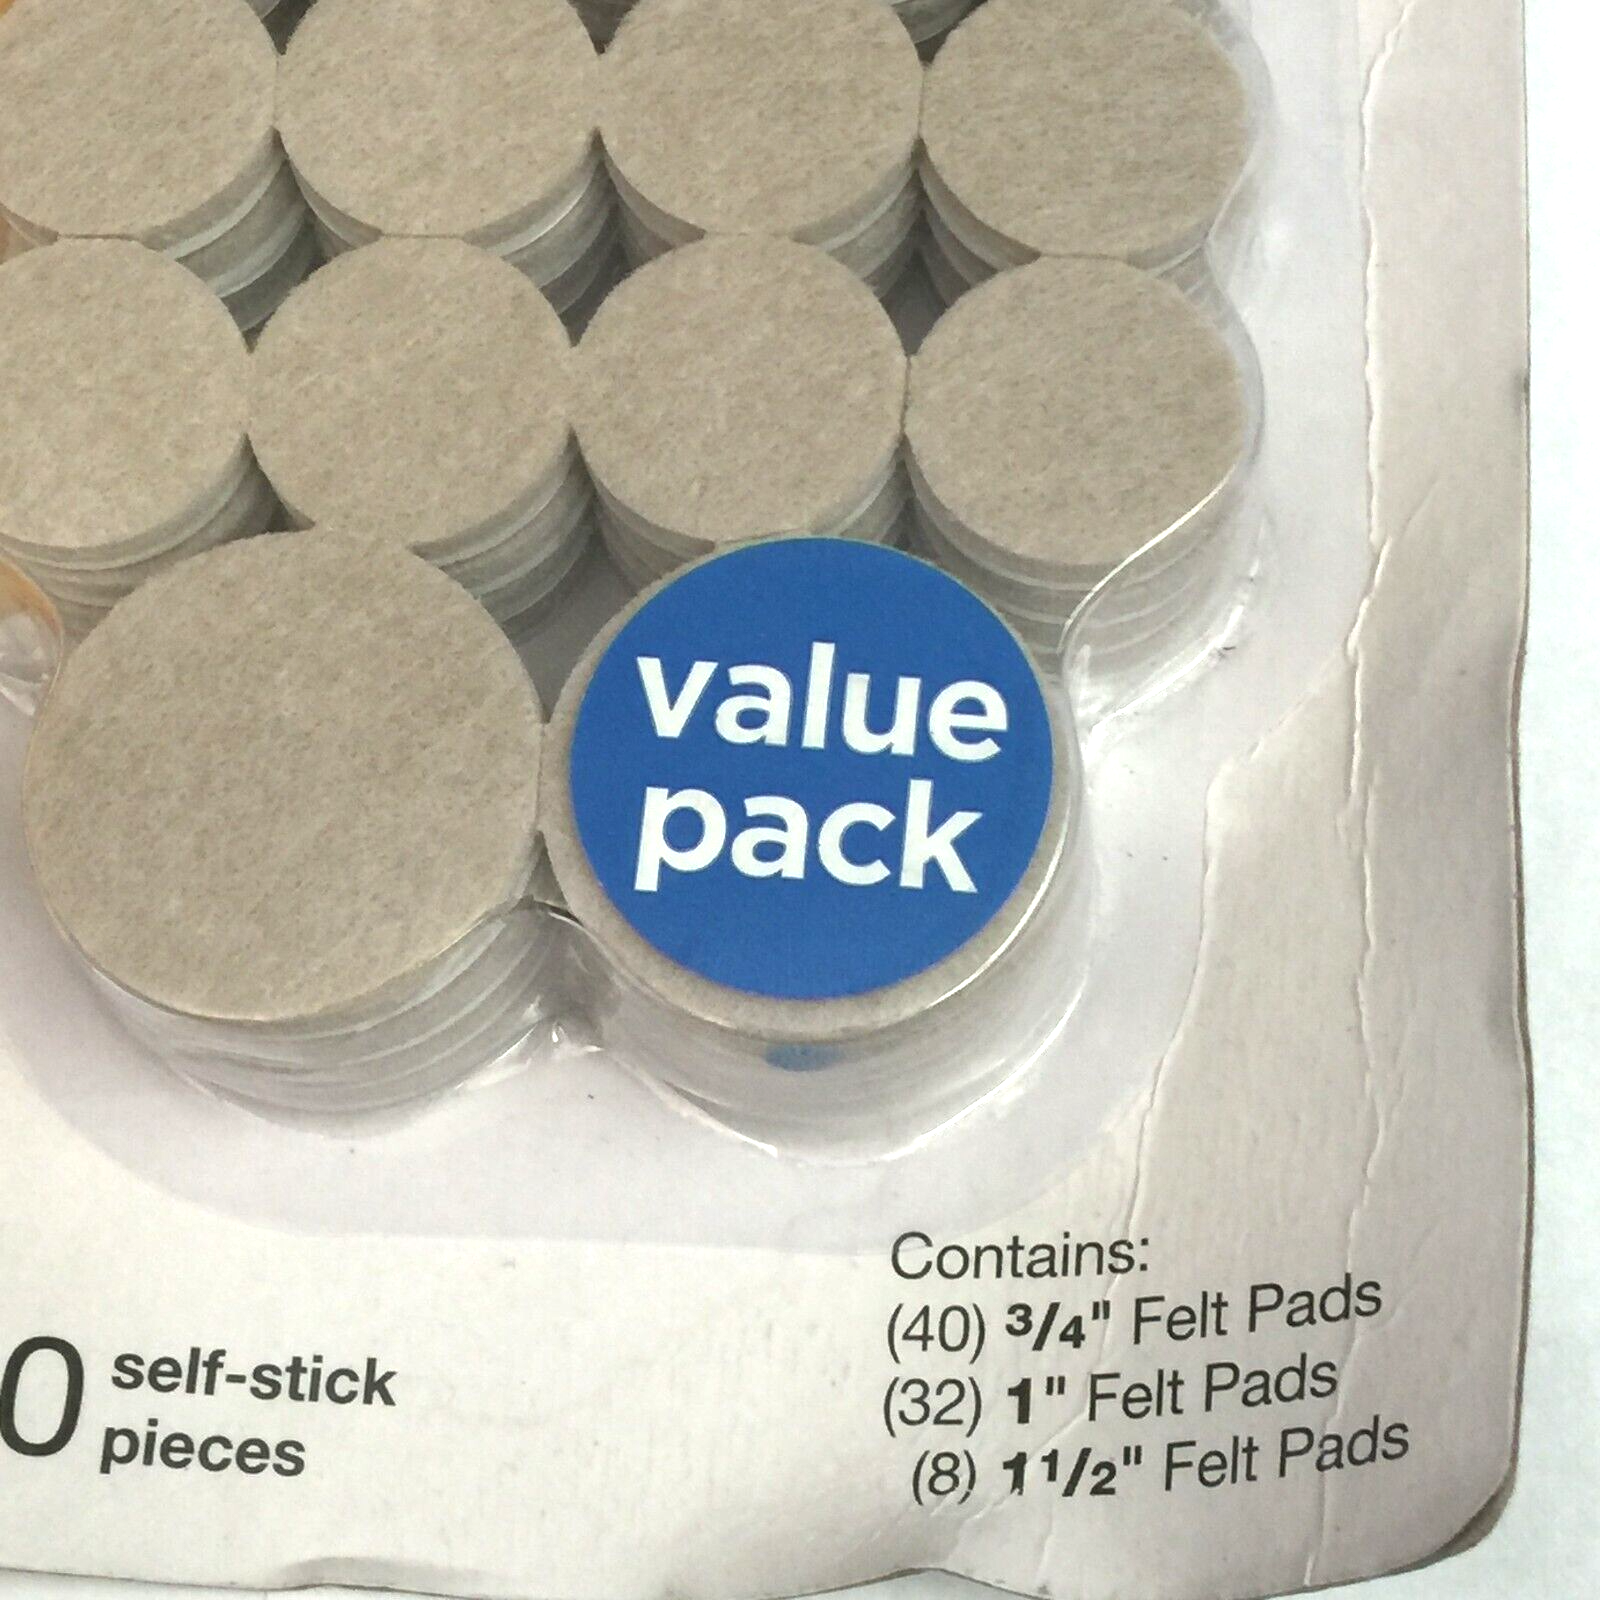 value
pack
Contains:
(40) 3/4" Felt Pads
(32) 1" Felt Pads
(8) 1 1/2" Felt Pads
0 self-stick
pieces